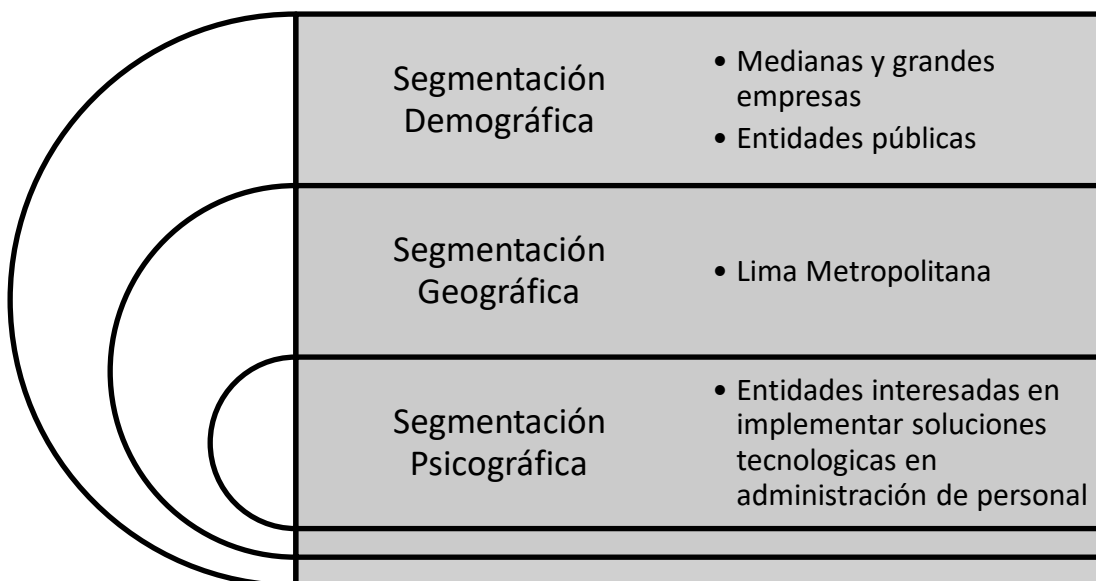 Segmentación
Demográfica
• Medianas y grandes
empresas
• Entidades públicas
Segmentación
Geográfica
• Lima Metropolitana
Segmentación
Psicográfica
• Entidades interesadas en
implementar soluciones
tecnologicas en
administración de personal